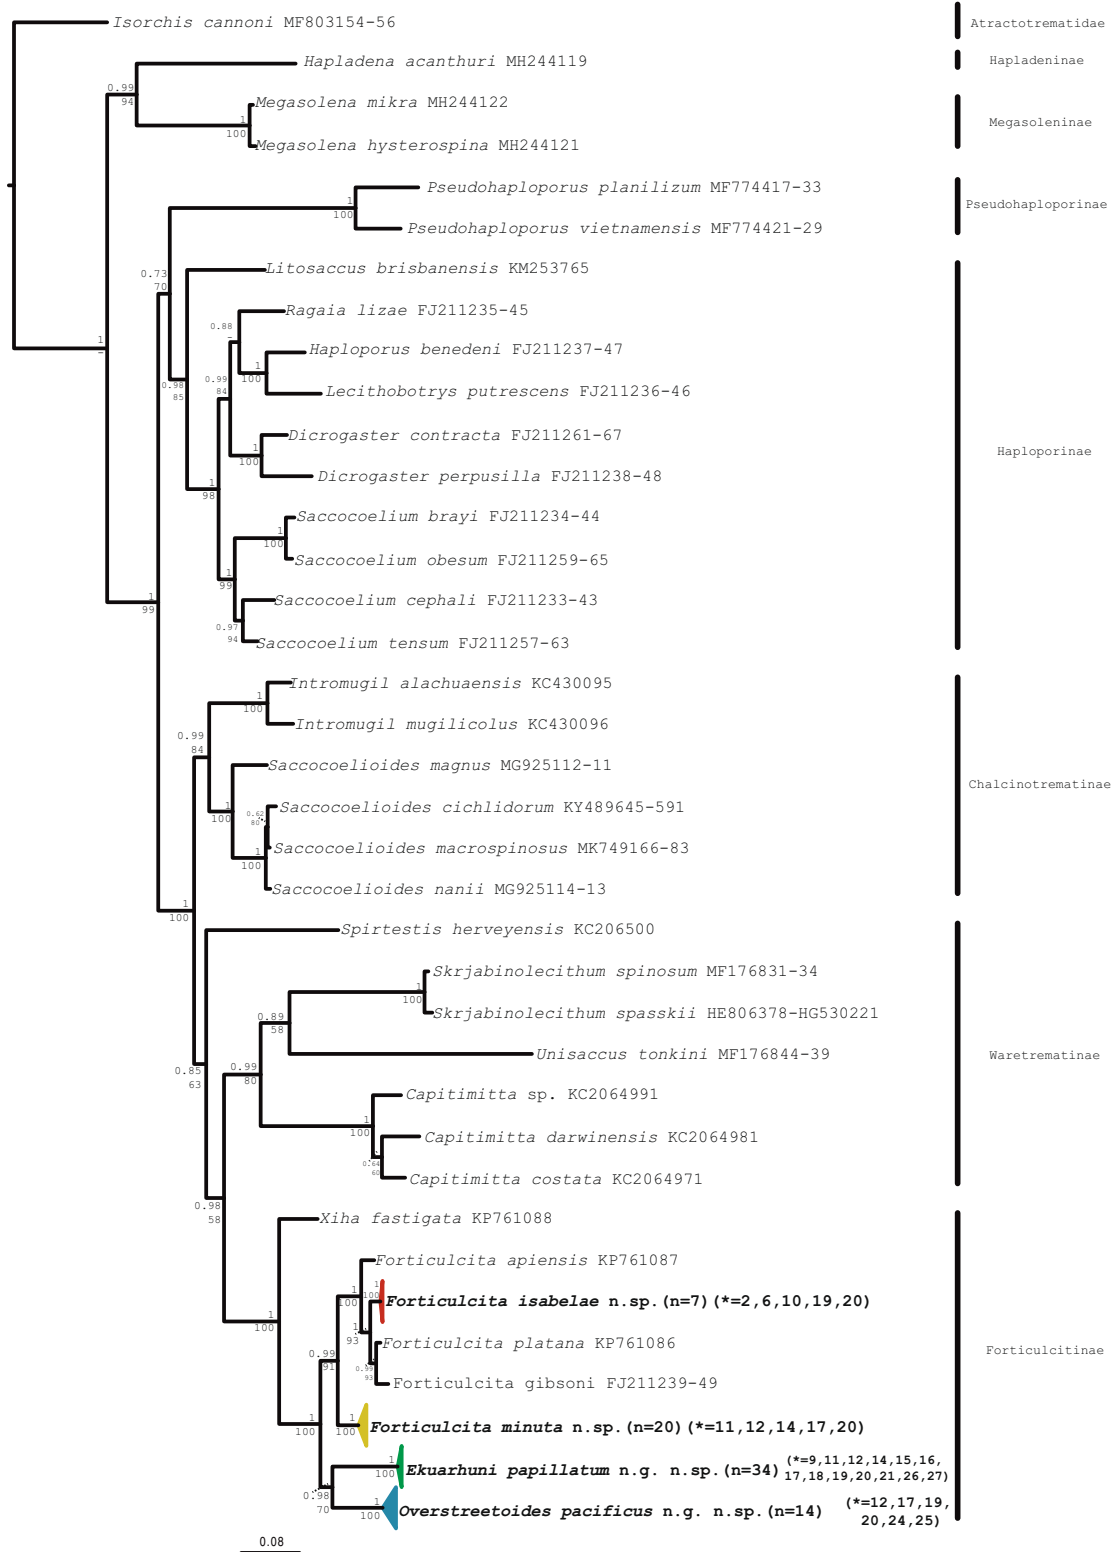 Isorchis cannoni MF803154-56
Atractotrematidae
Hapladena acanthuri MH244119
Hapladeninae
0.99
94
Megasolena mikra MH244122
Megasoleninae
1
100
Megasolena hysterospina MH244121
Pseudohaploporus planilizum MF774417-33
Pseudohaploporinae
1
100
Pseudohaploporus vietnamensis MF774421-29
0.73
70
Litosaccus brisbanensis KM253765
Ragaia lizae FJ211235-45
0.88
-
1
-
Haploporus benedeni FJ211237-47
1
100
0.98
85
0.99
84
Lecithobotrys putrescens FJ211236-46
Dicrogaster contracta FJ211261-67
Haploporinae
1
100
Dicrogaster perpusilla FJ211238-48
1
98
Saccocoelium brayi FJ211234-44
1
100
Saccocoelium obesum FJ211259-65
1
99
Saccocoelium cephali FJ211233-43
1
99
0.97
94
Saccocoelium tensum FJ211257-63
Intromugil alachuaensis KC430095
1
100
Intromugil mugilicolus KC430096
0.99
84
Saccocoelioides magnus MG925112-11
Chalcinotrematinae
1
100
Saccocoelioides cichlidorum KY489645-591
0.62
80
Saccocoelioides macrospinosus MK749166-83
1
100
Saccocoelioides nanii MG925114-13
1
100
Spirtestis herveyensis KC206500
Skrjabinolecithum spinosum MF176831-34
1
100
Skrjabinolecithum spasskii HE806378-HG530221
0.89
58
Unisaccus tonkini MF176844-39
Waretrematinae
0.85
63
0.99
80
Capitimitta sp. KC2064991
1
100
Capitimitta darwinensis KC2064981
0.64
60
Capitimitta costata KC2064971
0.98
58
Xiha fastigata KP761088
Forticulcita apiensis KP761087
1
100
1
100
Forticulcita isabelae n.sp.(n=7)(*=2,6,10,19,20)
1
100
1
93
Forticulcita platana KP761086
Forticulcitinae
0.99
91
0.99
93
Forticulcita gibsoni FJ211239-49
1
100
1
100
Forticulcita minuta n.sp.(n=20)(*=11,12,14,17,20)
1
100
Ekuarhuni papillatum n.g. n.sp.(n=34)
(*=9,11,12,14,15,16,
17,18,19,20,21,26,27)
0.98
70
1
100
Overstreetoides pacificus n.g. n.sp.(n=14)
(*=12,17,19,
20,24,25)
0.08